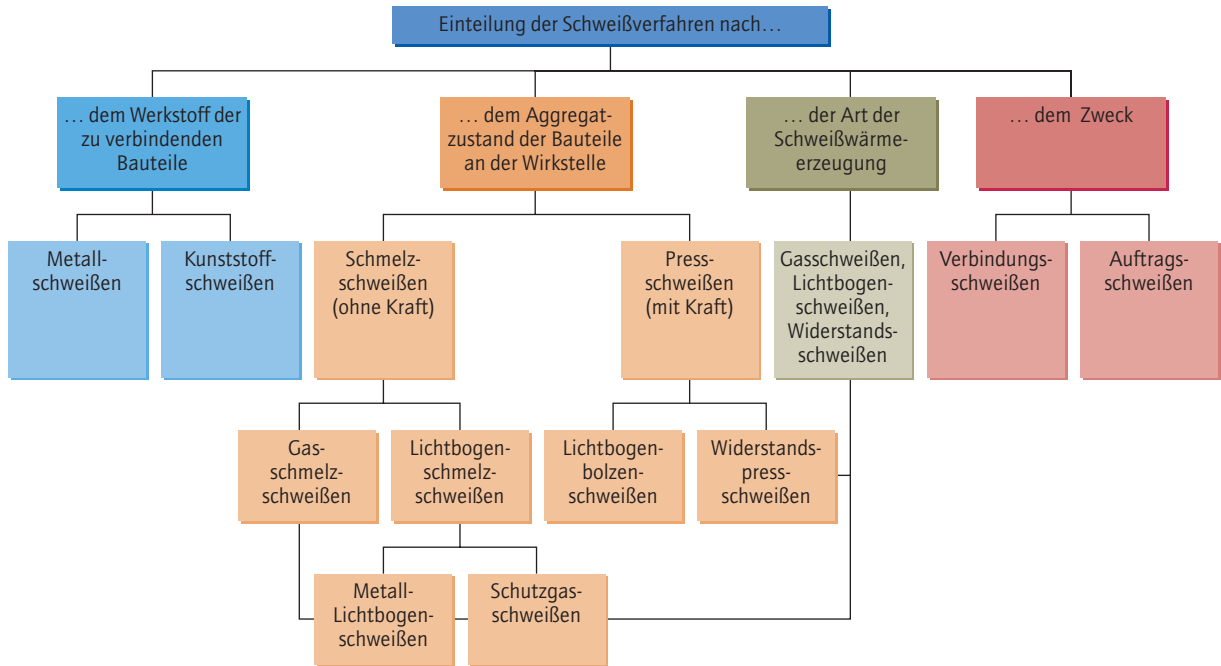 Einteilung der Schweißverfahren nach…
… dem Werkstoff der
zu verbindenden
Bauteile
… dem Aggregat-
zustand der Bauteile
an der Wirkstelle
… der Art der
Schweißwärme-
erzeugung
… dem Zweck
Metall-
schweißen
Kunststoff-
schweißen
Schmelz-
schweißen
(ohne Kraft)
Press-
schweißen
(mit Kraft)
Gasschweißen,
Lichtbogen-
schweißen,
Widerstands-
schweißen
Verbindungs-
schweißen
Auftrags-
schweißen
Gas-
schmelz-
schweißen
Lichtbogen-
schmelz-
schweißen
Lichtbogen-
bolzen-
schweißen
Widerstands-
press-
schweißen
Metall-
Lichtbogen-
schweißen
Schutzgas-
schweißen